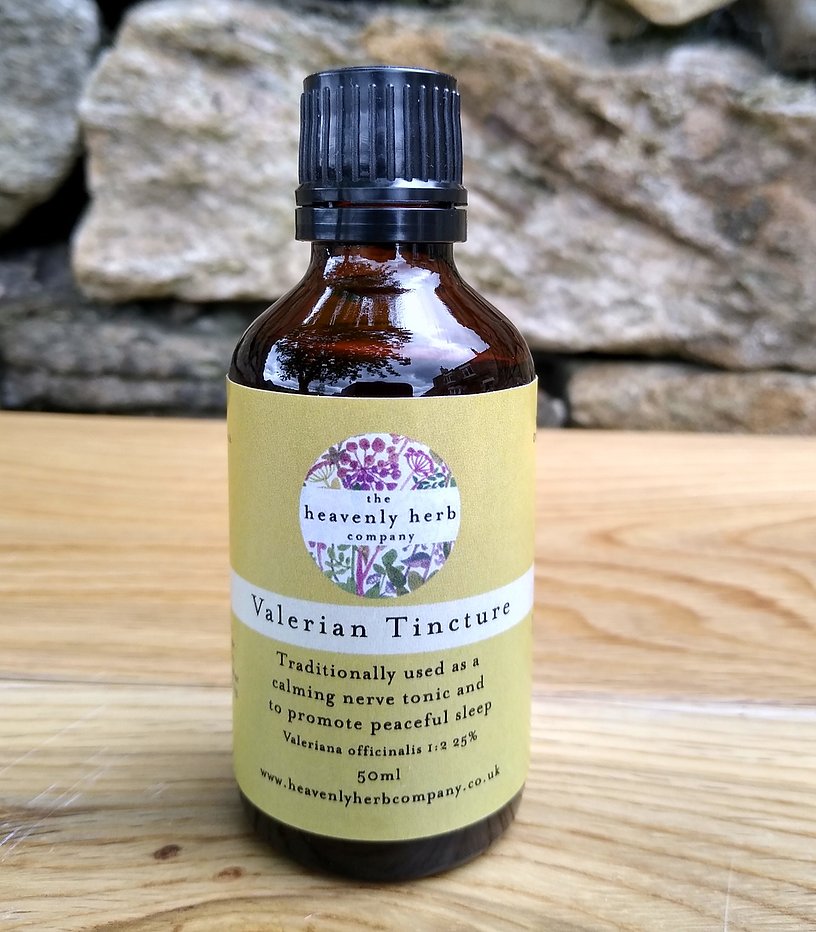 the
heavenly herb
company
Valerian Tincture
Traditionally used as a
calming nerve tonic and
to promote peaceful sleep
Valeriana officinalis 1:2 25%
50ml
www.heavenlyherbcompany.co.uk